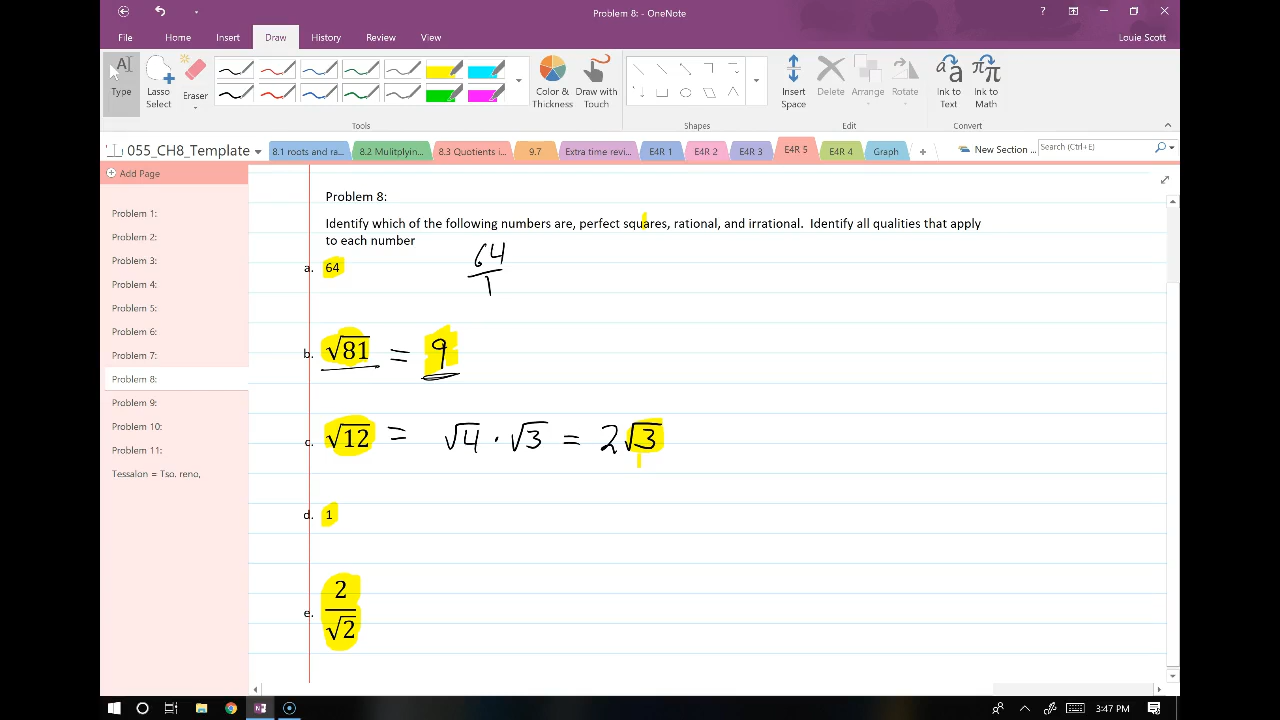 Problem 8: - OneNote
?
File Home Insert Draw History Review View
Louie Scott
Type
Lasso Select
Eraser
Color & Thickness
Draw with Touch
Insert Space
Delete
Arrange
Rotate
Ink to Text
Ink to Math
Tools
Shapes
Edit
Convert
055_CH8_Template
8.1 roots and ra...
8.2 Mulitplyin...
8.3 Quotients i...
9.7
Extra time revi...
E4R 1
E4R 2
E4R 3
E4R 5
E4R 4
Graph
New Section ...
Search (Ctrl+E)
Add Page
Problem 1:
Problem 2:
Problem 3:
Problem 4:
Problem 5:
Problem 6:
Problem 7:
Problem 8:
Problem 9:
Problem 10:
Problem 11:
Tessalon = Tso. reno,
Problem 8:
Identify which of the following numbers are, perfect squares, rational, and irrational. Identify all qualities that apply
to each number
a. 64 64/1
b. √81 = 9
c. √12 = √4 · √3 = 2√3
d. 1
e. 2/√2
3:47 PM